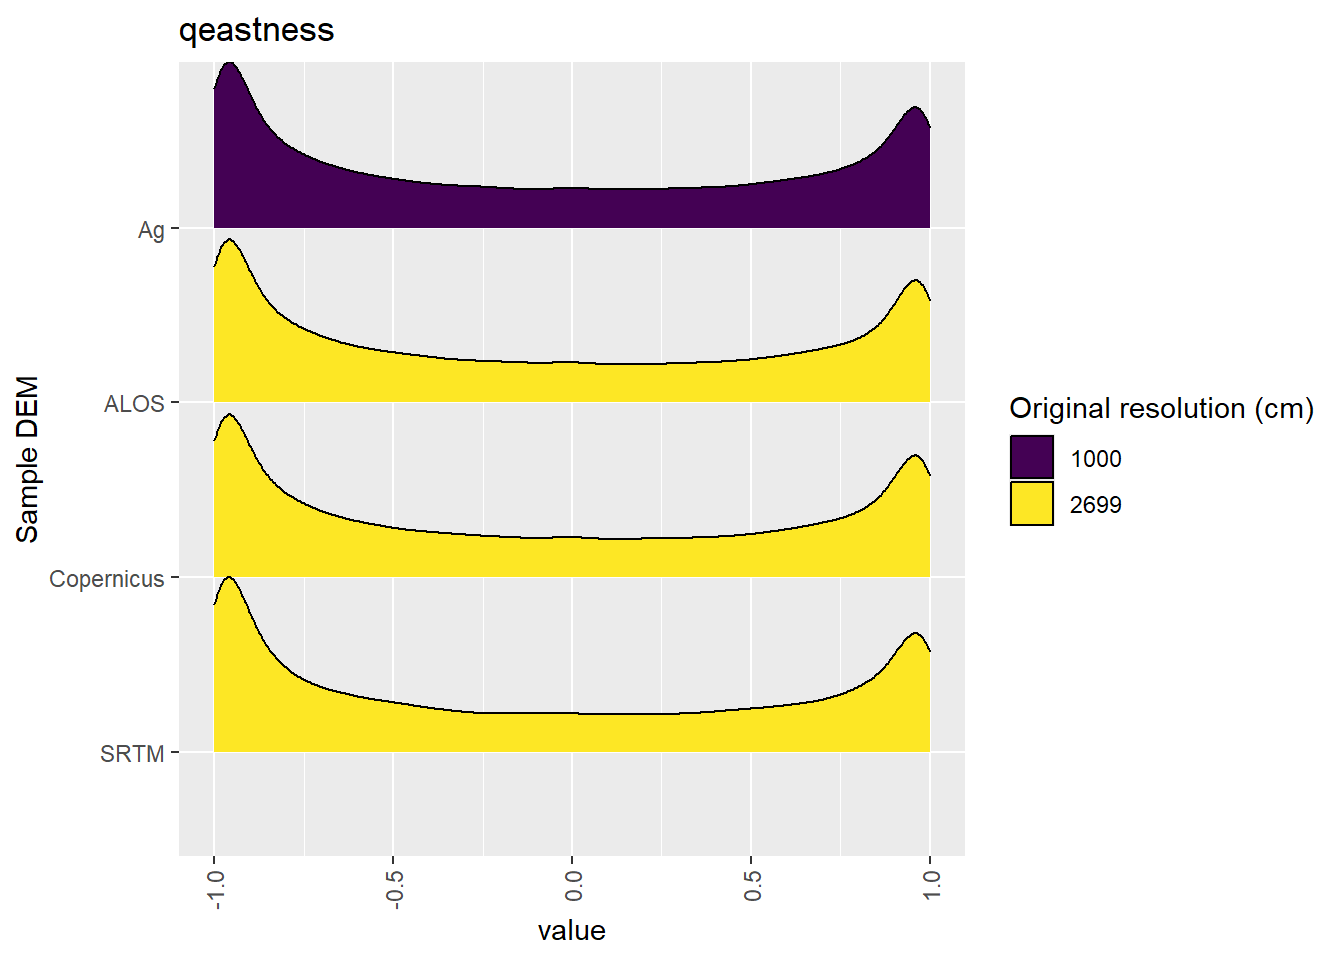 qeastness
Sample DEM
Ag
ALOS
Copernicus
SRTM
-1.0
-0.5
0.0
0.5
1.0
value
Original resolution (cm)
1000
2699